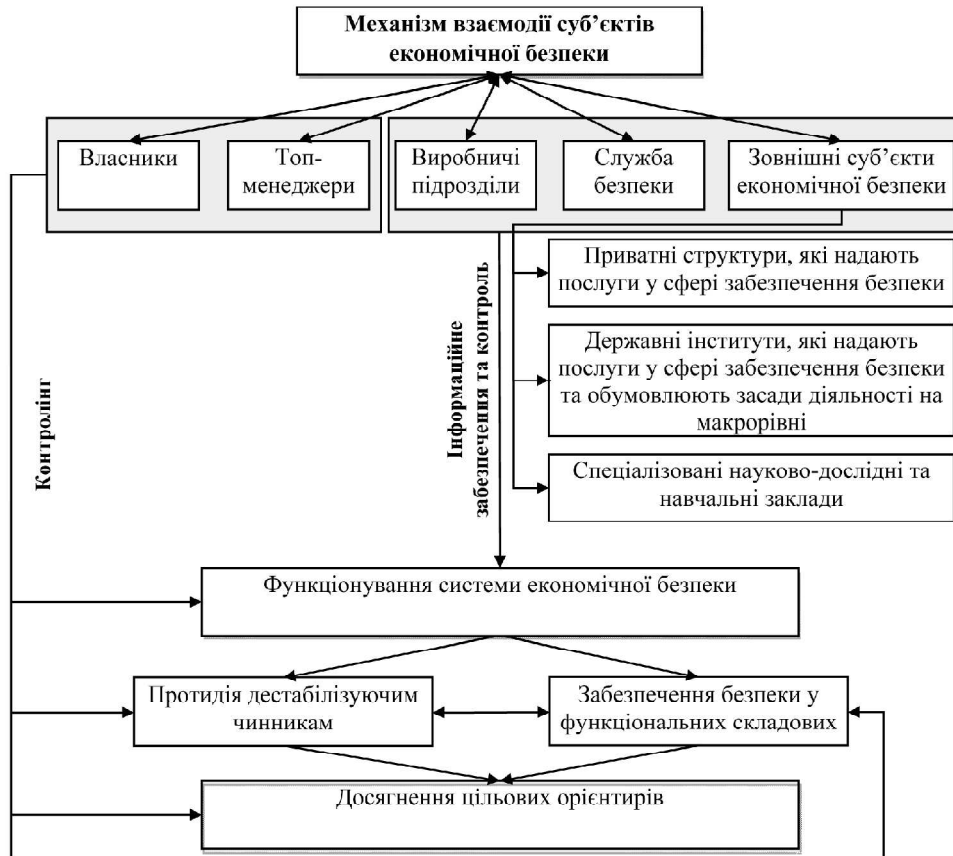 Механізм взаємодії суб’єктів
економічної безпеки
Власники
Топ-
менеджери
Виробничі
підрозділи
Служба
безпеки
Зовнішні суб’єкти
економічної безпеки
Приватні структури, які надають
послуги у сфері забезпечення безпеки
Державні інститути, які надають
послуги у сфері забезпечення безпеки
та обумовлюють засади діяльності на
макрорівні
Спеціалізовані науково-дослідні та
навчальні заклади
Контролінг
Інформаційне
забезпечення та контроль
Функціонування системи економічної безпеки
Протидія дестабілізуючим
чинникам
Забезпечення безпеки у
функціональних складових
Досягнення цільових орієнтирів